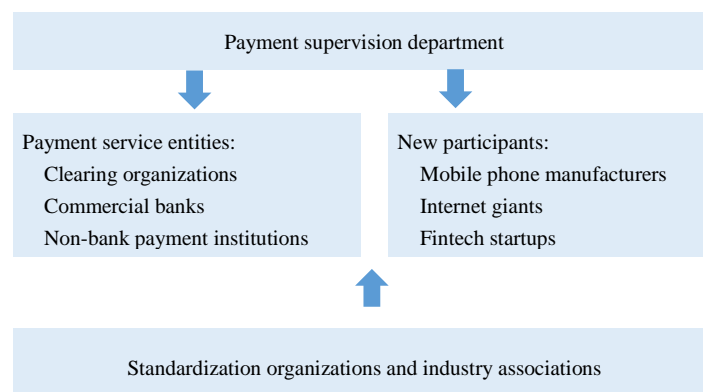 Payment supervision department
Payment service entities:
Clearing organizations
Commercial banks
Non-bank payment institutions
New participants:
Mobile phone manufacturers
Internet giants
Fintech startups
Standardization organizations and industry associations